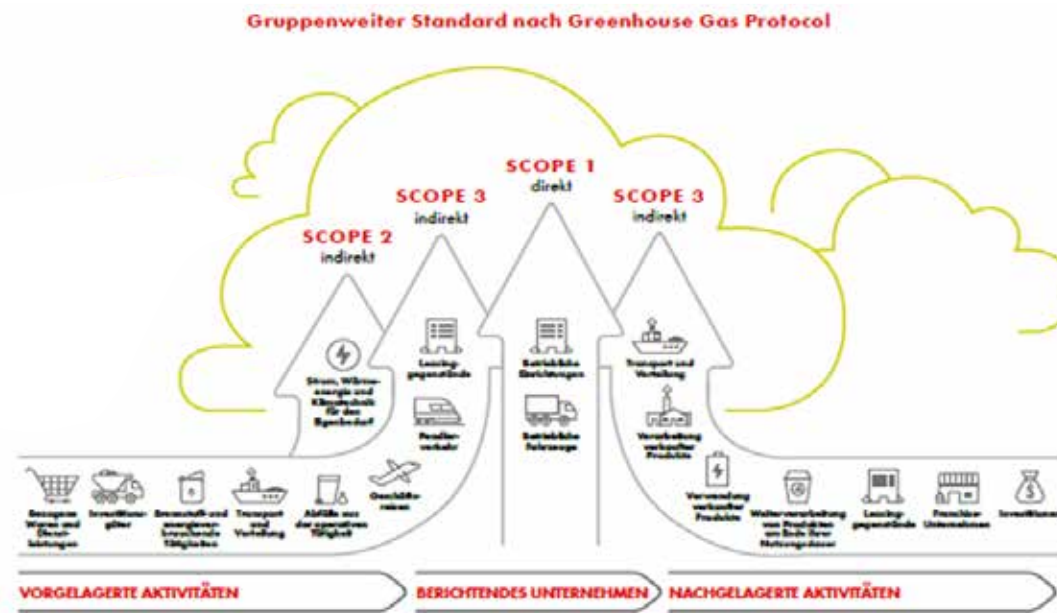 Gruppenweiter Standard nach Greenhouse Gas Protocol
SCOPE 2
indirekt
SCOPE 3
indirekt
SCOPE 1
direkt
SCOPE 3
indirekt
Strom, Wärme-
energie und
Klimatechnik
für den
Eigenbedarf
Leasing-
gegenstände
Pendler-
verkehr
Betriebliche
Einrichtungen
Betriebliche
Fahrzeuge
Transport und
Verteilung
Verarbeitung
verkaufter
Produkte
Bezogene
Waren und
Dienst-
leistungen
Investitions-
güter
Brennstoff- und
energiever-
brauchende
Tätigkeiten
Transport
und
Verteilung
Abfälle aus
der operativen
Tätigkeit
Geschäfts-
reisen
Verwendung
verkaufter
Produkte
Weiterverarbeitung
von Produkten
am Ende ihrer
Nutzungsdauer
Leasing-
gegenstände
Franchise-
Unternehmen
Investitionen
VORGELAGERTE AKTIVITÄTEN
BERICHTENDES UNTERNEHMEN
NACHGELAGERTE AKTIVITÄTEN